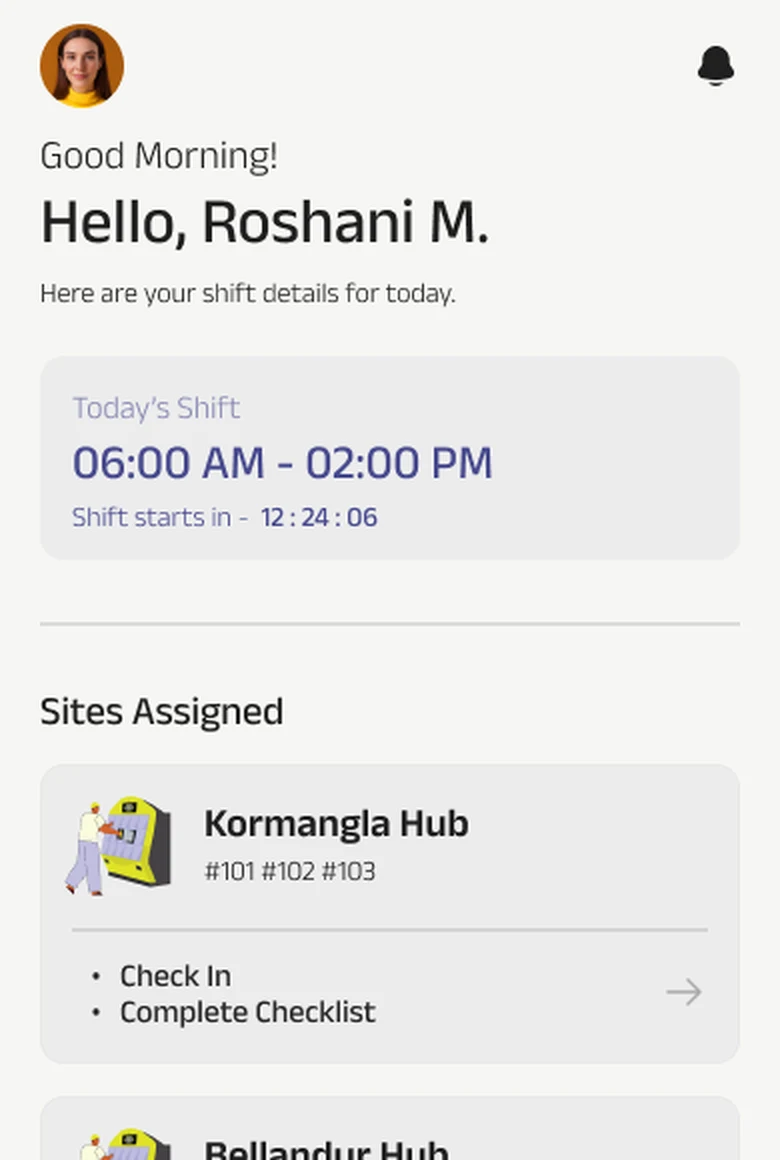 Good Morning!
Hello, Roshani M.
Here are your shift details for today.
Today's Shift
06:00 AM - 02:00 PM
Shift starts in - 12 : 24 : 06
Sites Assigned
Kormangla Hub
#101 #102 #103
• Check In
• Complete Checklist
Bellandur Hub